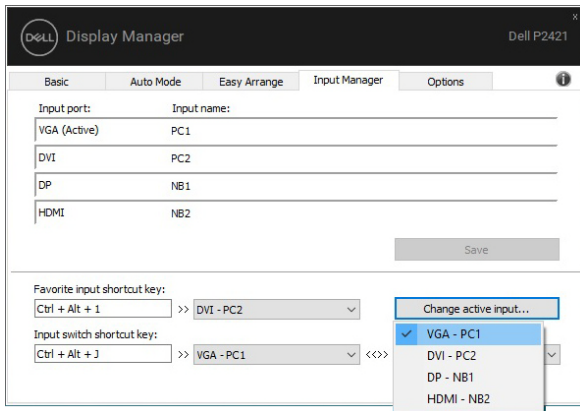 DELL Display Manager
Dell P2421
Basic Auto Mode Easy Arrange Input Manager Options
Input port: Input name:
VGA (Active) PC1
DVI PC2
DP NB1
HDMI NB2
Save
Favorite input shortcut key:
Ctrl + Alt + 1 >> DVI - PC2 Change active input...
Input switch shortcut key:
Ctrl + Alt + J >> VGA - PC1 <<>>
VGA - PC1
DVI - PC2
DP - NB1
HDMI - NB2